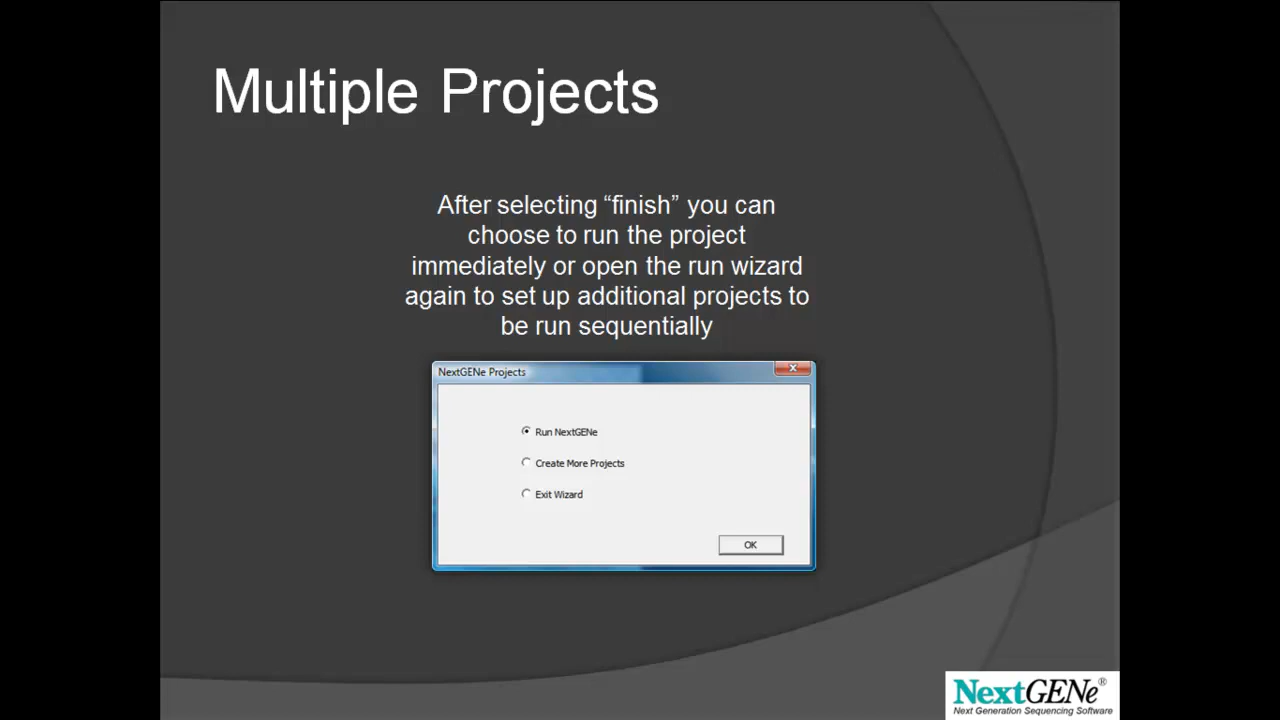 Multiple Projects
After selecting “finish” you can
choose to run the project
immediately or open the run wizard
again to set up additional projects to
be run sequentially
NextGENe Projects
Run NextGENe
Create More Projects
Exit Wizard
OK
NextGENe®
Next Generation Sequencing Software